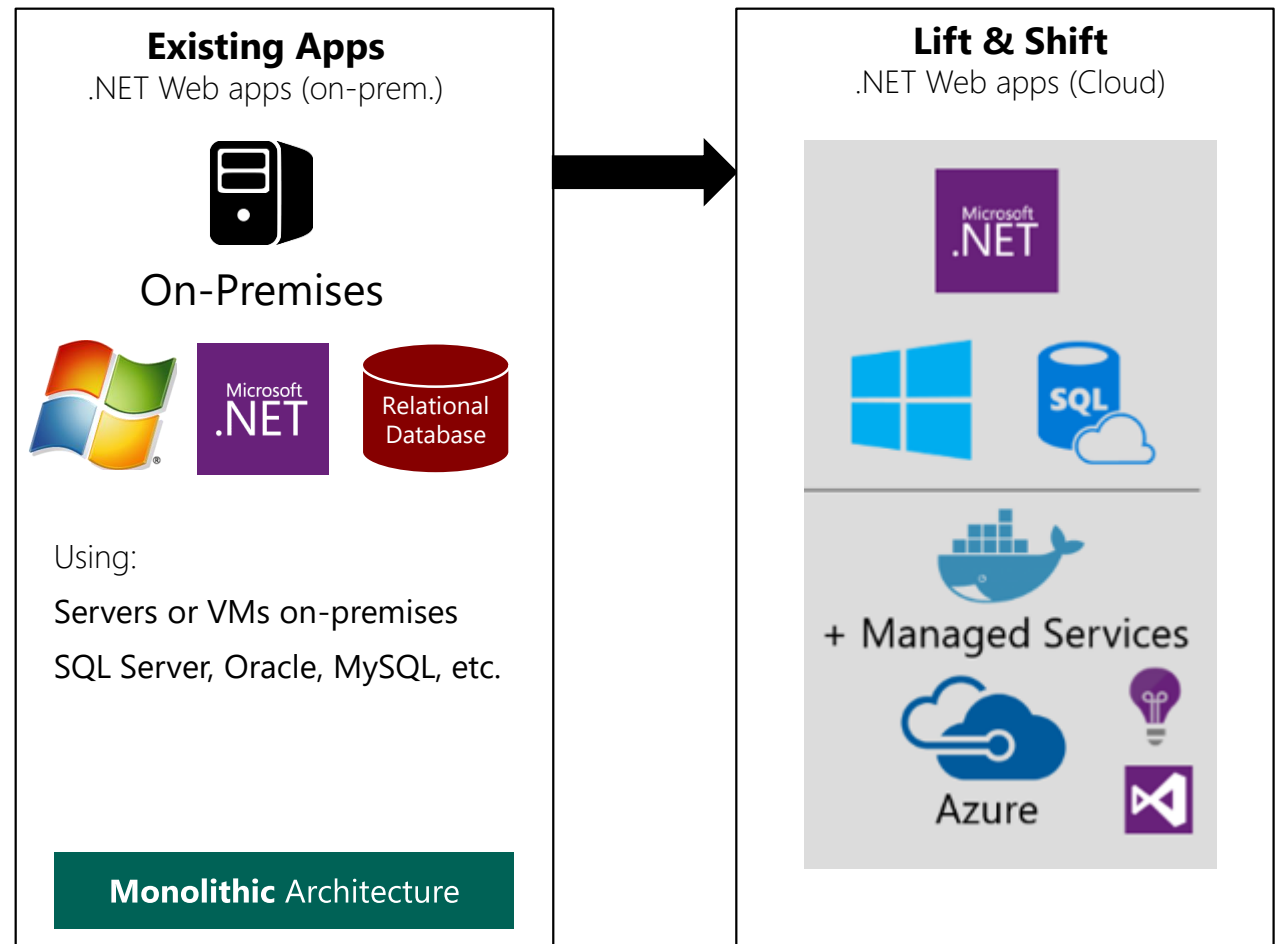 Existing Apps
.NET Web apps (on-prem.)
On-Premises
Microsoft
.NET
Relational
Database
®
Using:
Servers or VMs on-premises
SQL Server, Oracle, MySQL, etc.
Monolithic Architecture
Lift & Shift
.NET Web apps (Cloud)
Microsoft
.NET
SQL
+ Managed Services
Azure